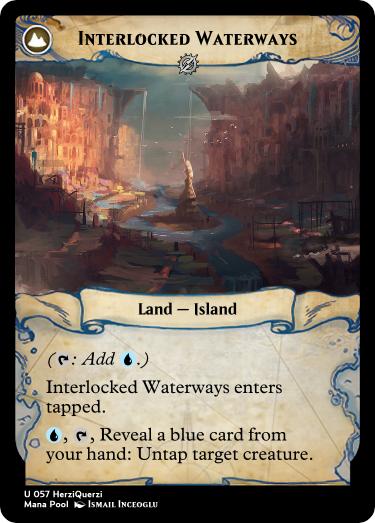 Interlocked Waterways
Land — Island
(: Add .)
Interlocked Waterways enters
tapped.
, , Reveal a blue card from
your hand: Untap target creature.
U 057 HerziQuerzi
Mana Pool Ismail Inceoglu